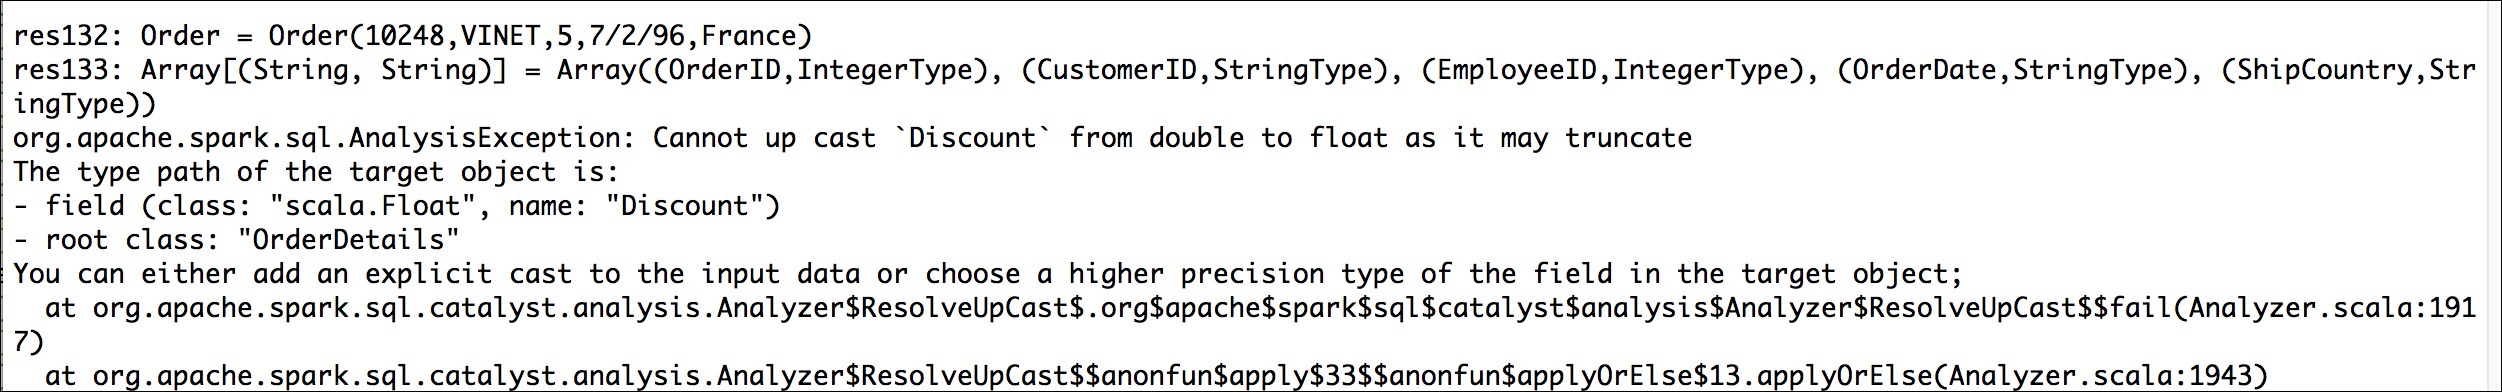 res132: Order = Order(10248,VINET,5,7/2/96,France)
res133: Array[(String, String)] = Array((OrderID,IntegerType), (CustomerID,StringType), (EmployeeID,IntegerType), (OrderDate,StringType), (ShipCountry,Str
ingType))
org.apache.spark.sql.AnalysisException: Cannot up cast `Discount` from double to float as it may truncate
The type path of the target object is:
- field (class: "scala.Float", name: "Discount")
- root class: "OrderDetails"
You can either add an explicit cast to the input data or choose a higher precision type of the field in the target object;
  at org.apache.spark.sql.catalyst.analysis.Analyzer$ResolveUpCast$.org$apache$spark$sql$catalyst$analysis$Analyzer$ResolveUpCast$$fail(Analyzer.scala:191
7)
  at org.apache.spark.sql.catalyst.analysis.Analyzer$ResolveUpCast$$anonfun$apply$33$$anonfun$applyOrElse$13.applyOrElse(Analyzer.scala:1943)